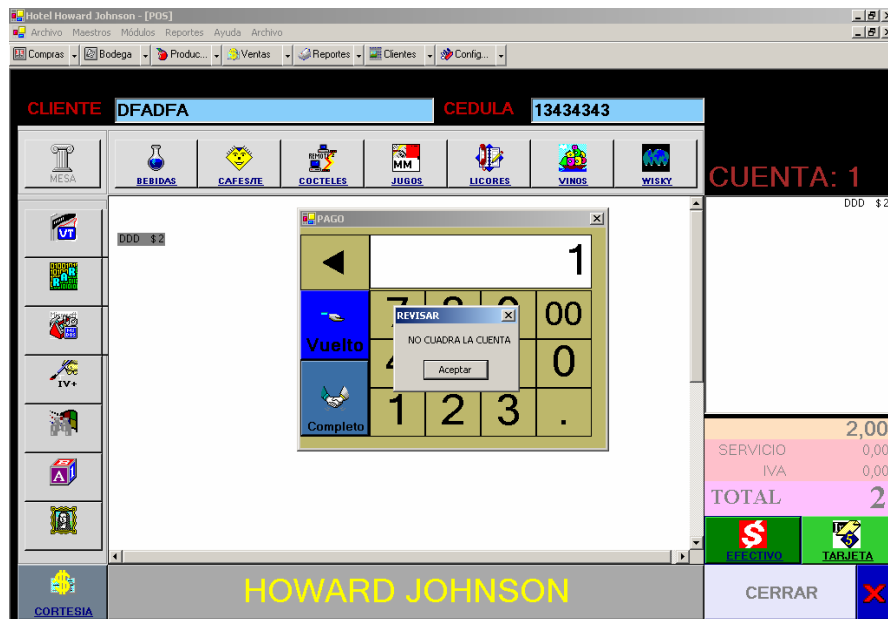 Hotel Howard Johnson - [POS]
Archivo Maestros Módulos Reportes Ayuda Archivo
Compras Bodega Produc... Ventas Reportes Clientes Config...
CLIENTE DFADFA CEDULA 13434343
MESA BEBIDAS CAFES/TE COCTELES JUGOS LICORES VINOS WISKY
CUENTA: 1
DDD $2
DDD $2
PAGO
1
Vuelto
00
0
Completo 1 2 3 .
REVISAR
NO CUADRA LA CUENTA
Aceptar
VT
IV+
A
2,00
SERVICIO 0,00
IVA 0,00
TOTAL 2
EFECTIVO TARJETA
CORTESIA HOWARD JOHNSON CERRAR